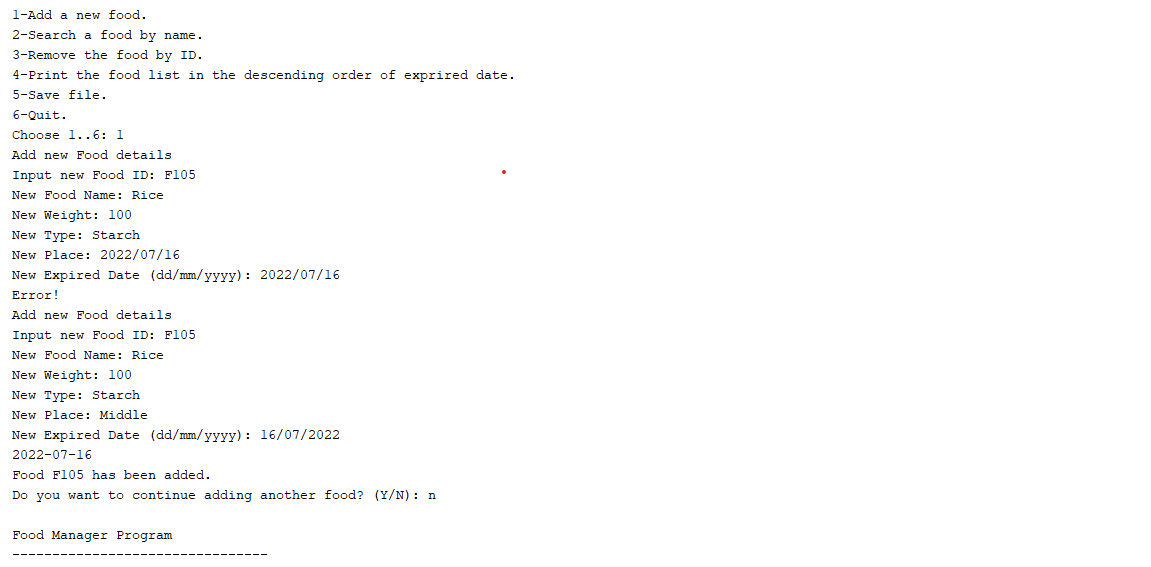 1-Add a new food.
2-Search a food by name.
3-Remove the food by ID.
4-Print the food list in the descending order of exprired date.
5-Save file.
6-Quit.
Choose 1..6: 1
Add new Food details
Input new Food ID: F105
New Food Name: Rice
New Weight: 100
New Type: Starch
New Place: 2022/07/16
New Expired Date (dd/mm/yyyy): 2022/07/16
Error!
Add new Food details
Input new Food ID: F105
New Food Name: Rice
New Weight: 100
New Type: Starch
New Place: Middle
New Expired Date (dd/mm/yyyy): 16/07/2022
2022-07-16
Food F105 has been added.
Do you want to continue adding another food? (Y/N): n
Food Manager Program
--------------------------------